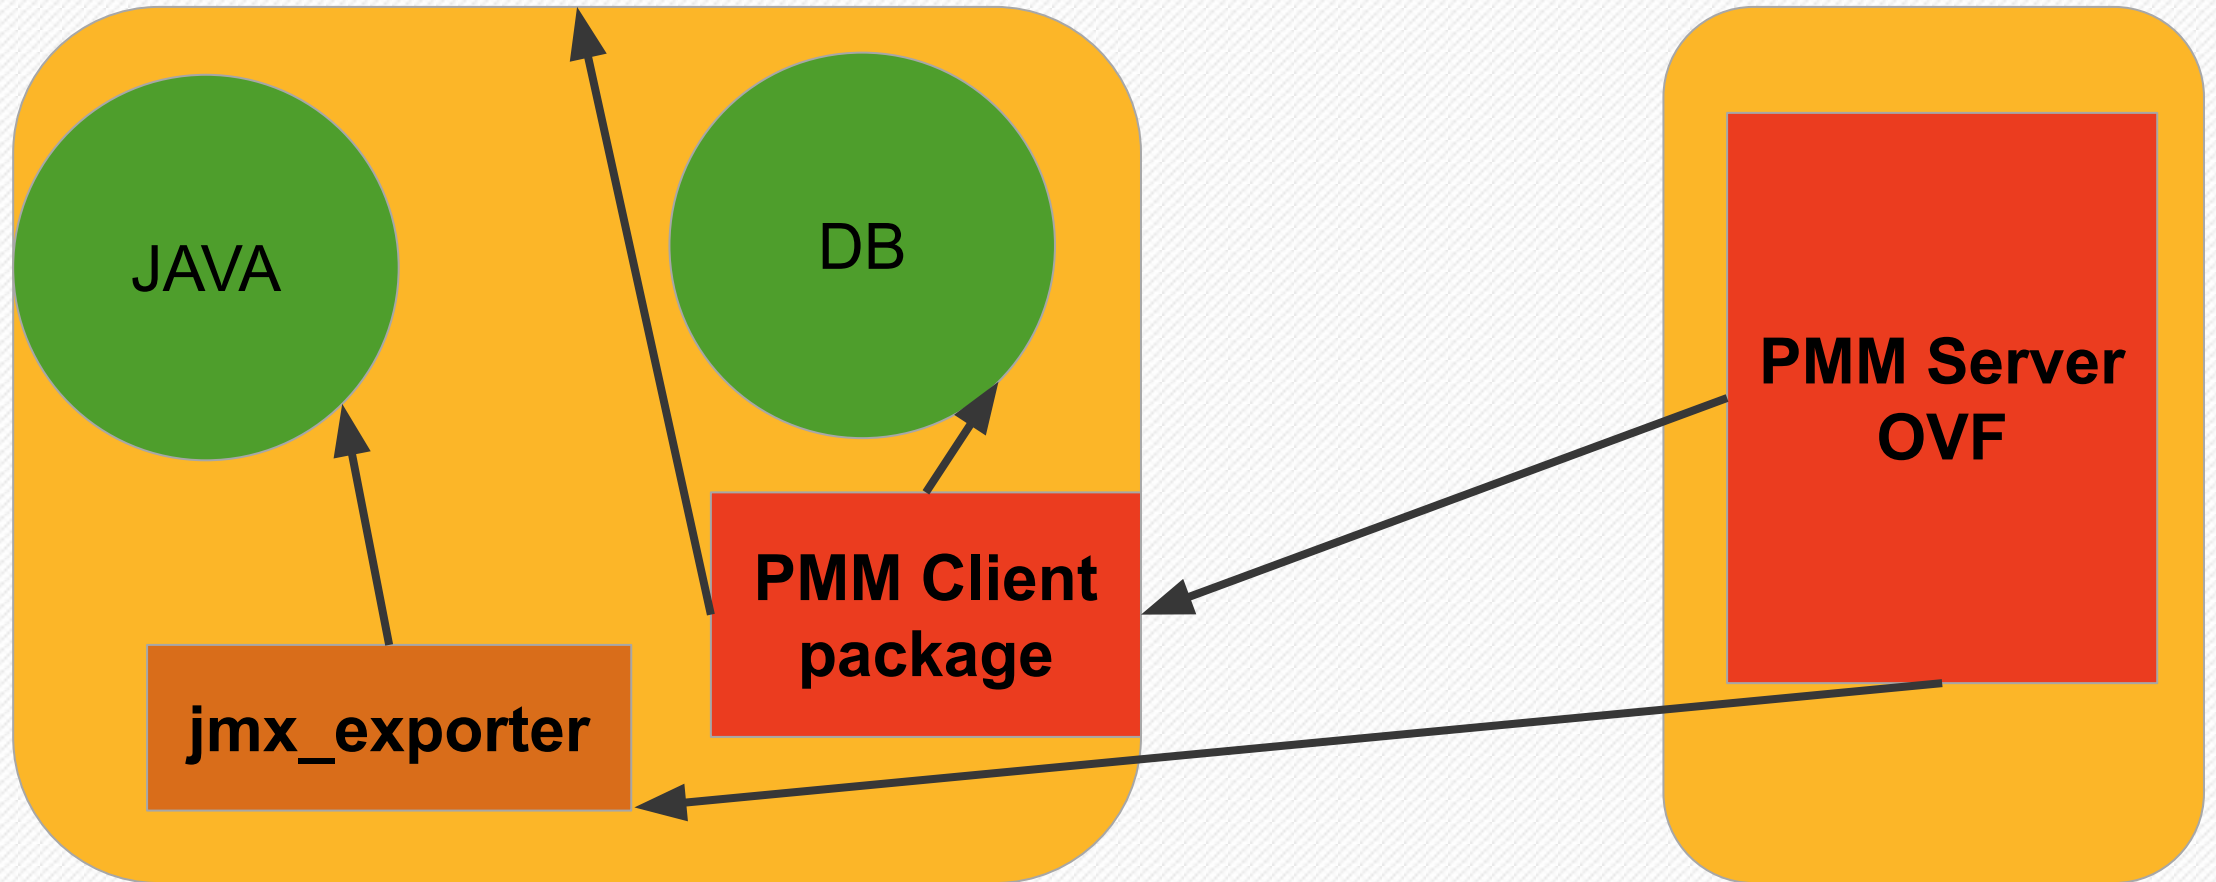 JAVA
DB
PMM Server
OVF
PMM Client
package
jmx_exporter